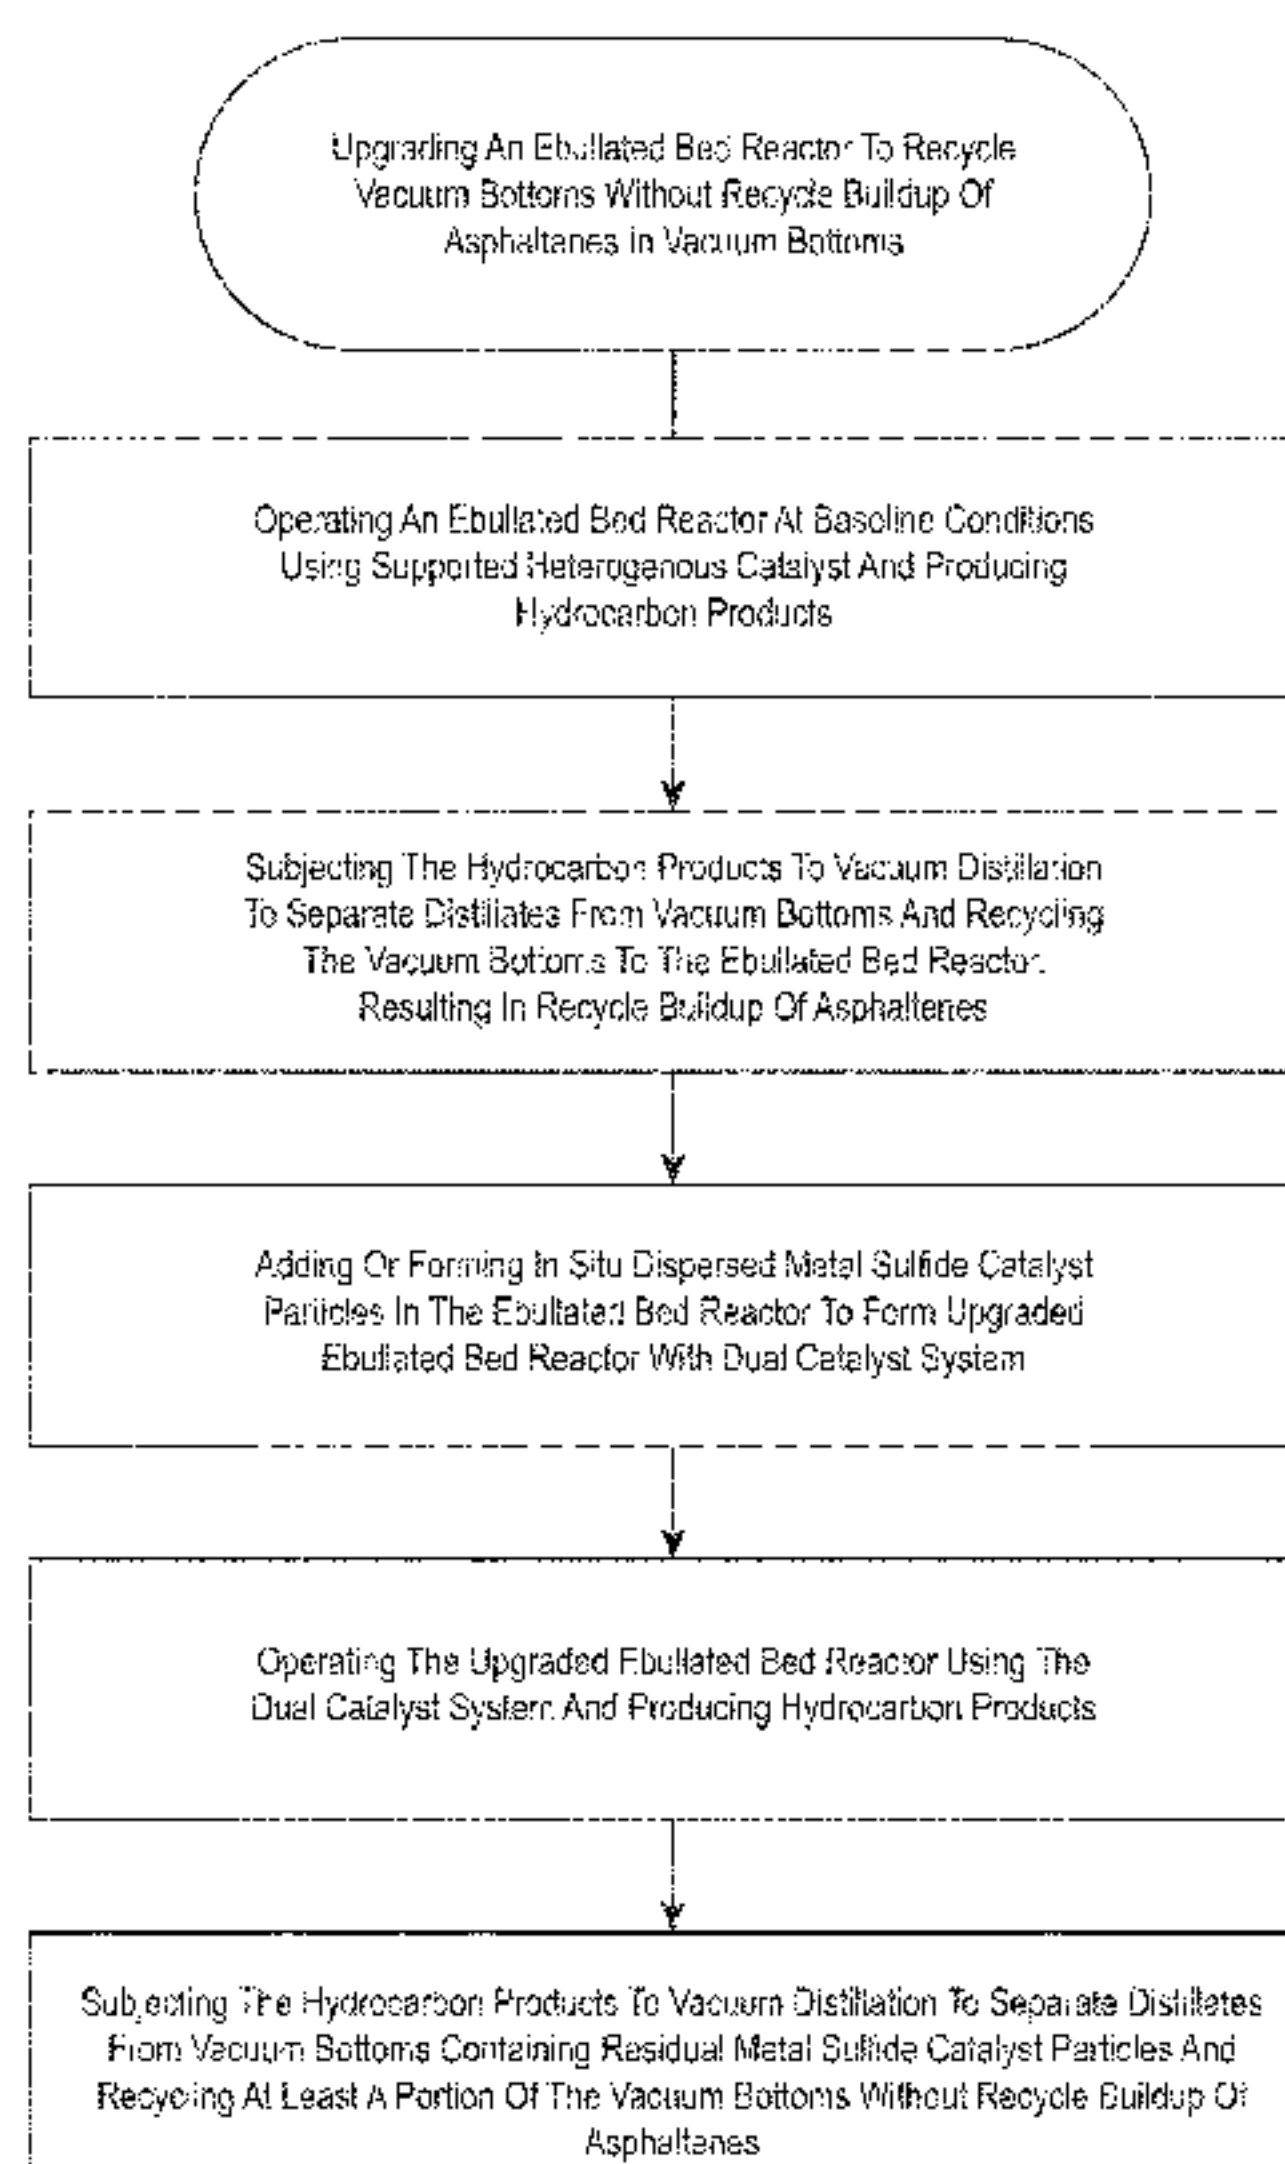 Upgrading An Ebullated Bed Reactor To Recycle
Vacuum Bottoms Without Recycle Buildup Of
Asphaltenes in Vacuum Bottoms
Operating An Ebullated Bed Reactor At Baseline Conditions
Using Supported Heterogenous Catalyst And Producing
Hydrocarbon Products
Subjecting The Hydrocarbon Products To Vacuum Distillation
To Separate Distillates From Vacuum Bottoms And Recycling
The Vacuum Bottoms To The Ebullated Bed Reactor.
Resulting In Recycle Buildup Of Asphaltenes
Adding Or Forming In Situ Dispersed Metal Sulfide Catalyst
Particles In The Ebullated Bed Reactor To Form Upgraded
Ebullated Bed Reactor With Dual Catalyst System
Operating The Upgraded Ebullated Bed Reactor Using The
Dual Catalyst System And Producing Hydrocarbon Products
Subjecting The Hydrocarbon Products To Vacuum Distillation To Separate Distillates
From Vacuum Bottoms Containing Residual Metal Sulfide Catalyst Particles And
Recycling At Least A Portion Of The Vacuum Bottoms Without Recycle Buildup Of
Asphaltenes